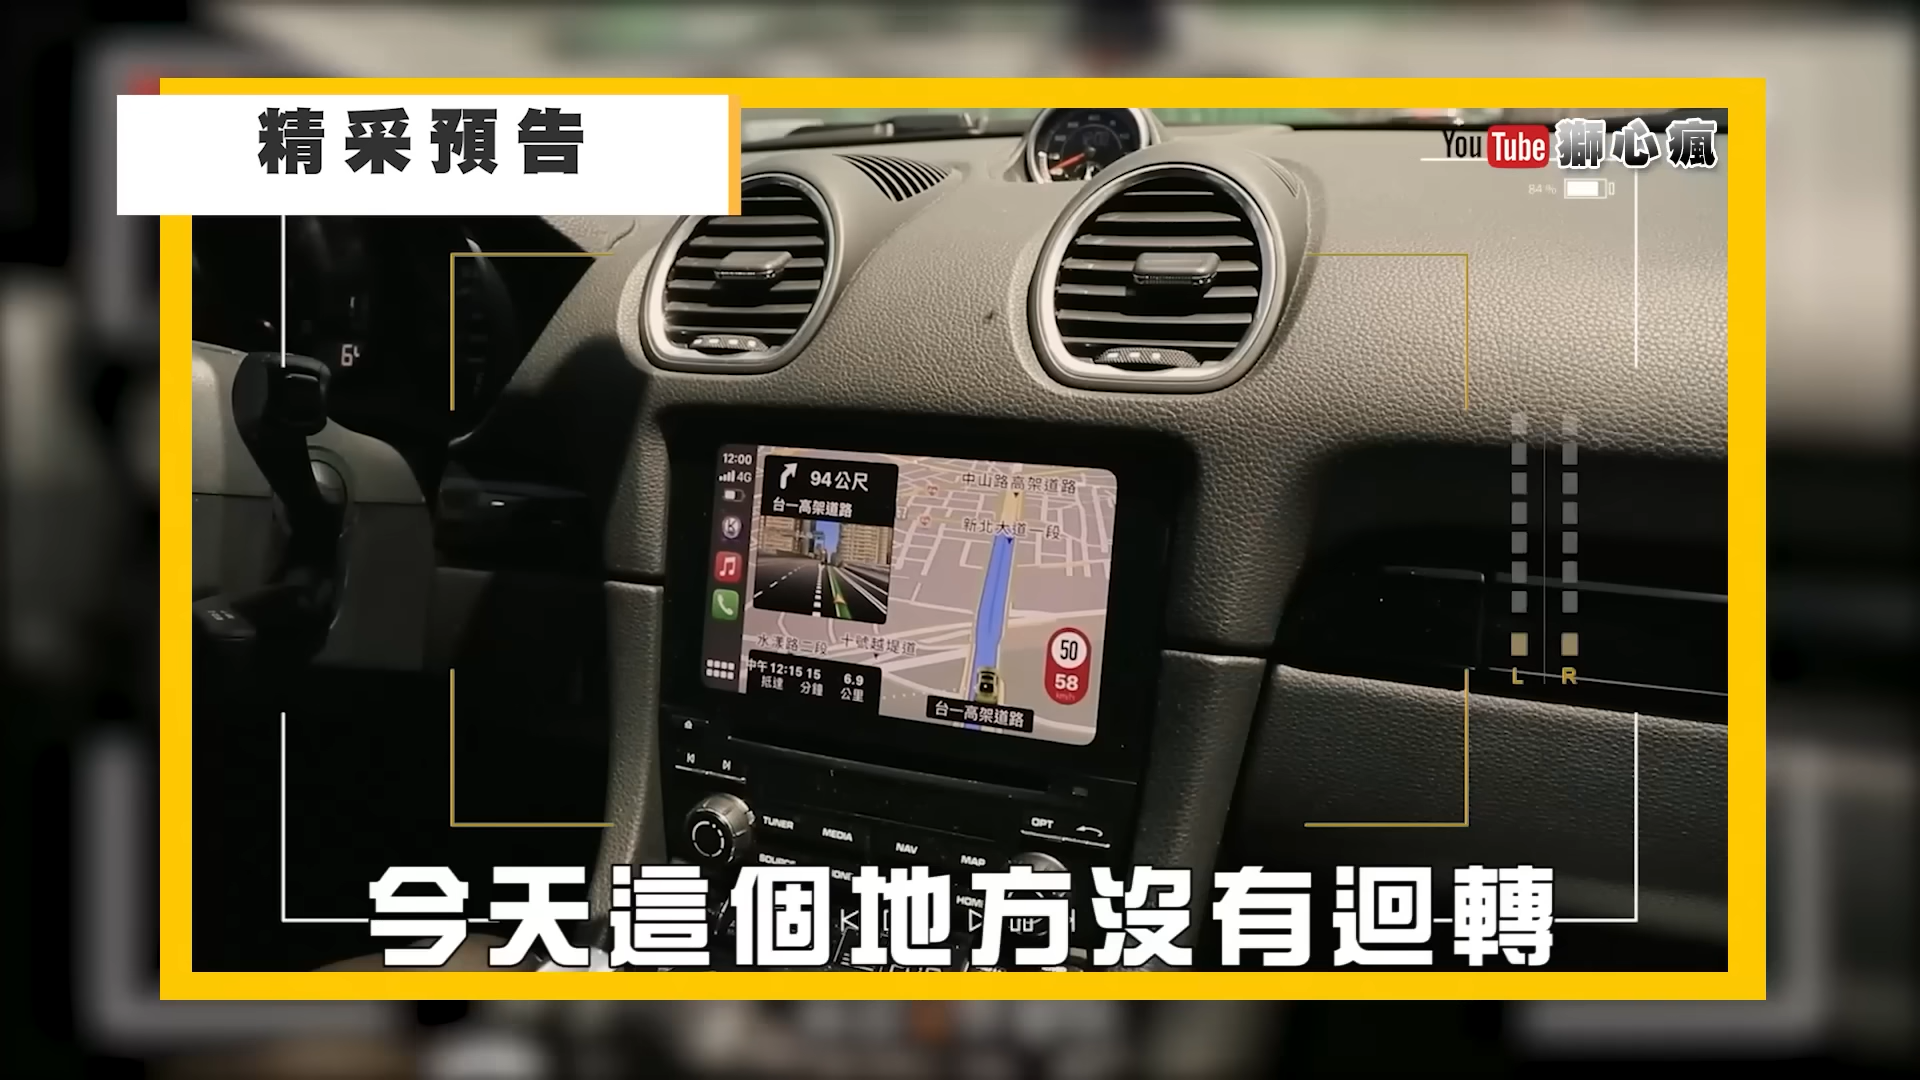 精采預告
YouTube 獅心瘋
84 %
12:00
4G
94公尺
台一高架道路
中山路高架道路
新北大道一段
水漾路二段
十號越堤道
50
58
km/h
中午12:15
抵達
15
分鐘
6.9
公里
台一高架道路
L R
TUNER
MEDIA
NAV
MAP
OPT
SOURCE
今天這個地方沒有迴轉